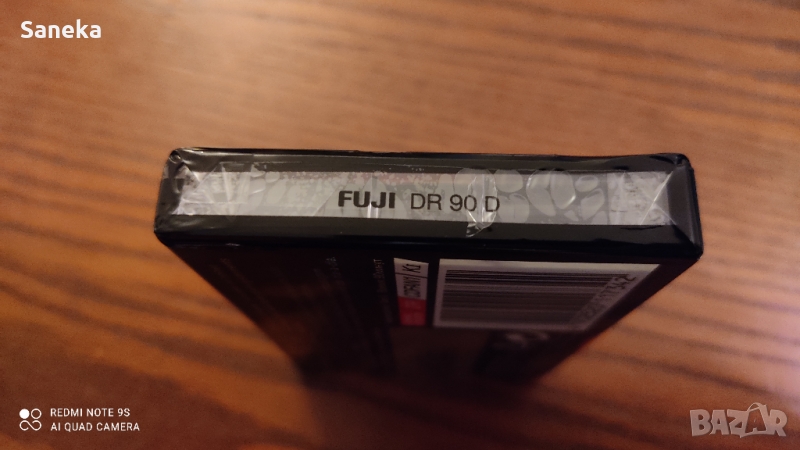 Saneka
FUJI DR 90 D
REDMI NOTE 9S
AI QUAD CAMERA
BAZAR